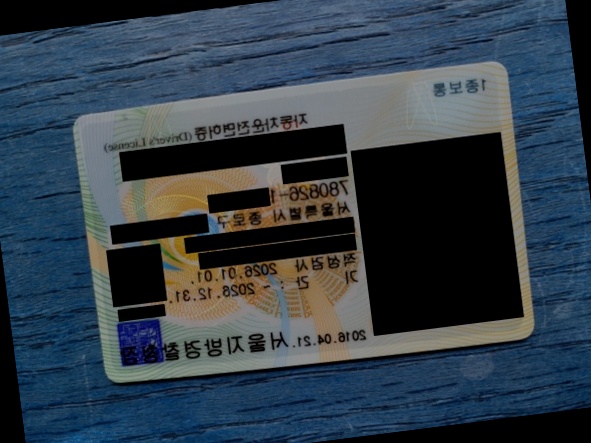 1종보통
자동차운전면허증 (Driver's License)
780826-1
서울특별시 종로구
적성검사 2026.01.01.
기 간 : ~ 2026.12.31.
2016.04.21. 서울지방경찰청장